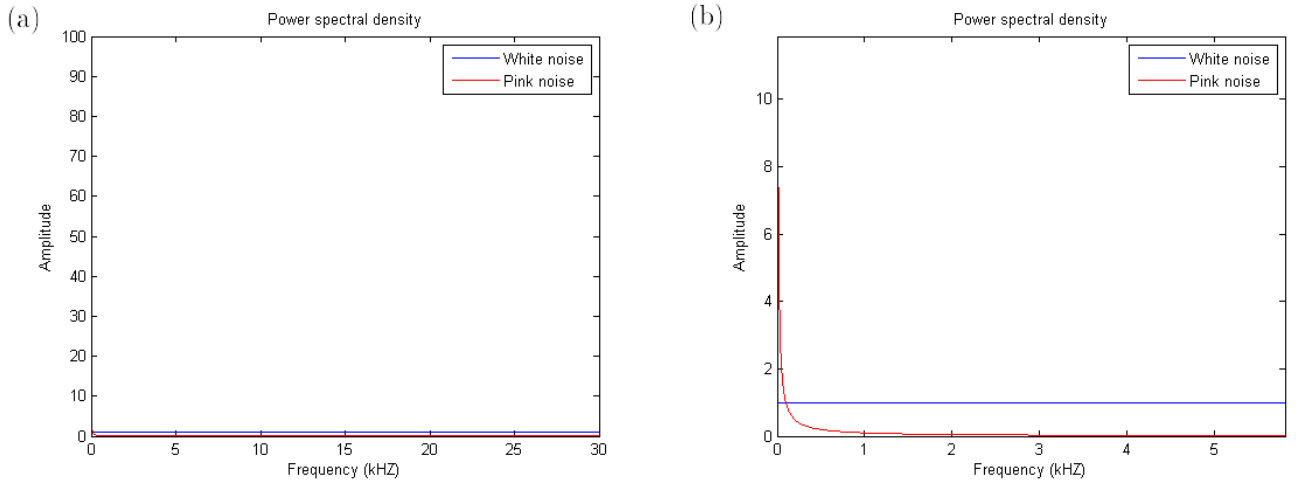 (a)
Power spectral density
100
90
80
70
60
50
40
30
20
10
0
Amplitude
White noise
Pink noise
0 5 10 15 20 25 30
Frequency (kHZ)
(b)
Power spectral density
10
8
6
4
2
0
Amplitude
White noise
Pink noise
0 1 2 3 4 5
Frequency (kHZ)